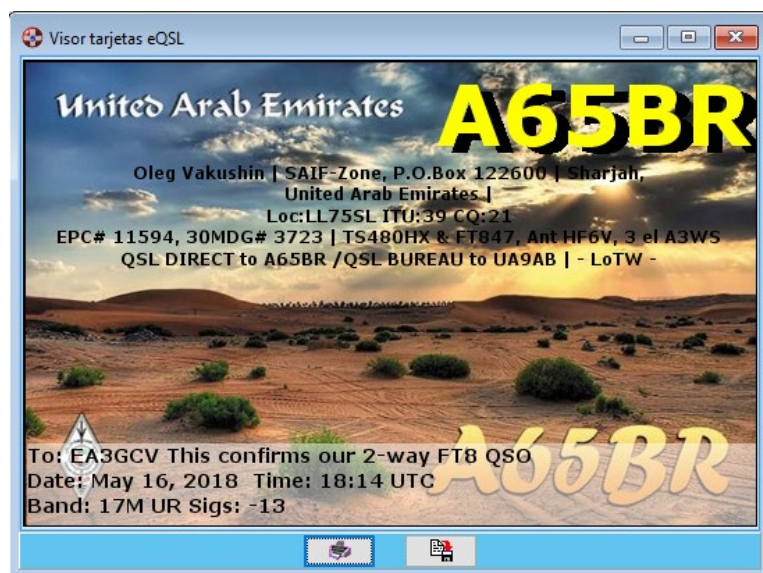 Visor tarjetas eQSL
United Arab Emirates
A65BR
Oleg Vakushin | SAIF-Zone, P.O.Box 122600 | Sharjah,
United Arab Emirates |
Loc:LL75SL ITU:39 CQ:21
EPC# 11594, 30MDG# 3723 | TS480HX & FT847, Ant HF6V, 3 el A3WS
QSL DIRECT to A65BR /QSL BUREAU to UA9AB | - LoTW -
A65BR
To: EA3GCV This confirms our 2-way FT8 QSO
Date: May 16, 2018 Time: 18:14 UTC
Band: 17M UR Sigs: -13